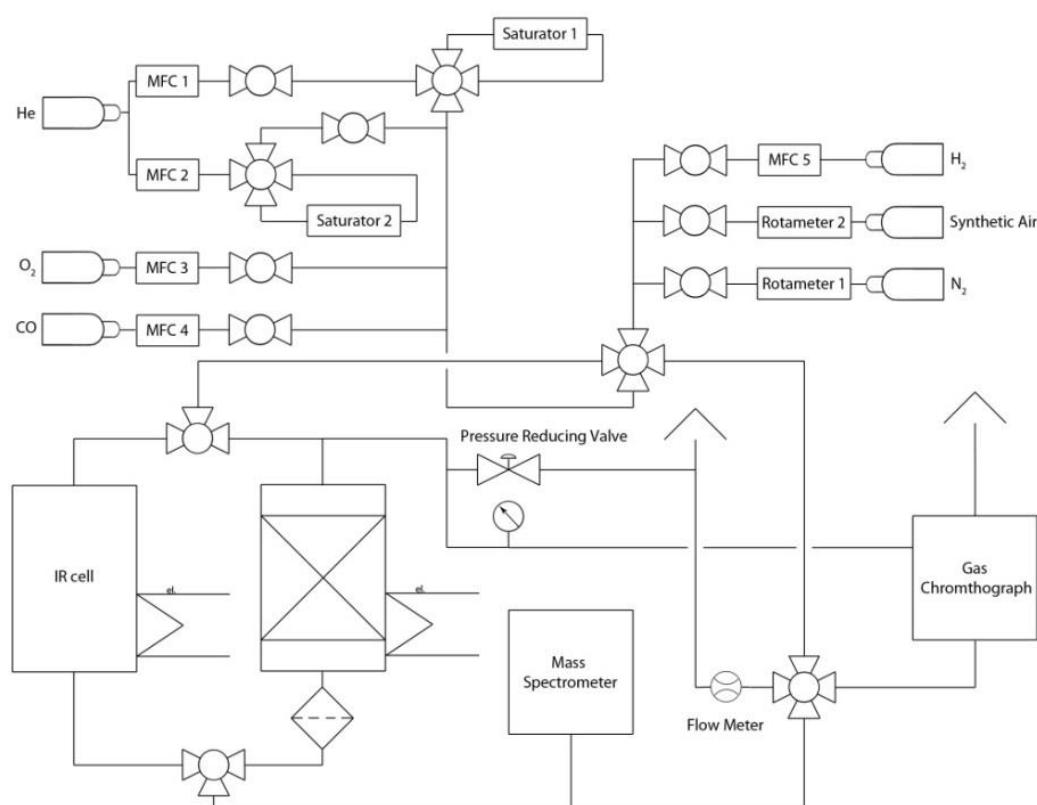 Saturator 1
MFC 1
He
MFC 2
Saturator 2
MFC 5
H₂
Rotameter 2
Synthetic Air
Rotameter 1
N₂
O₂
MFC 3
CO
MFC 4
Pressure Reducing Valve
IR cell
el.
el.
Gas
Chromthograph
Mass
Spectrometer
Flow Meter